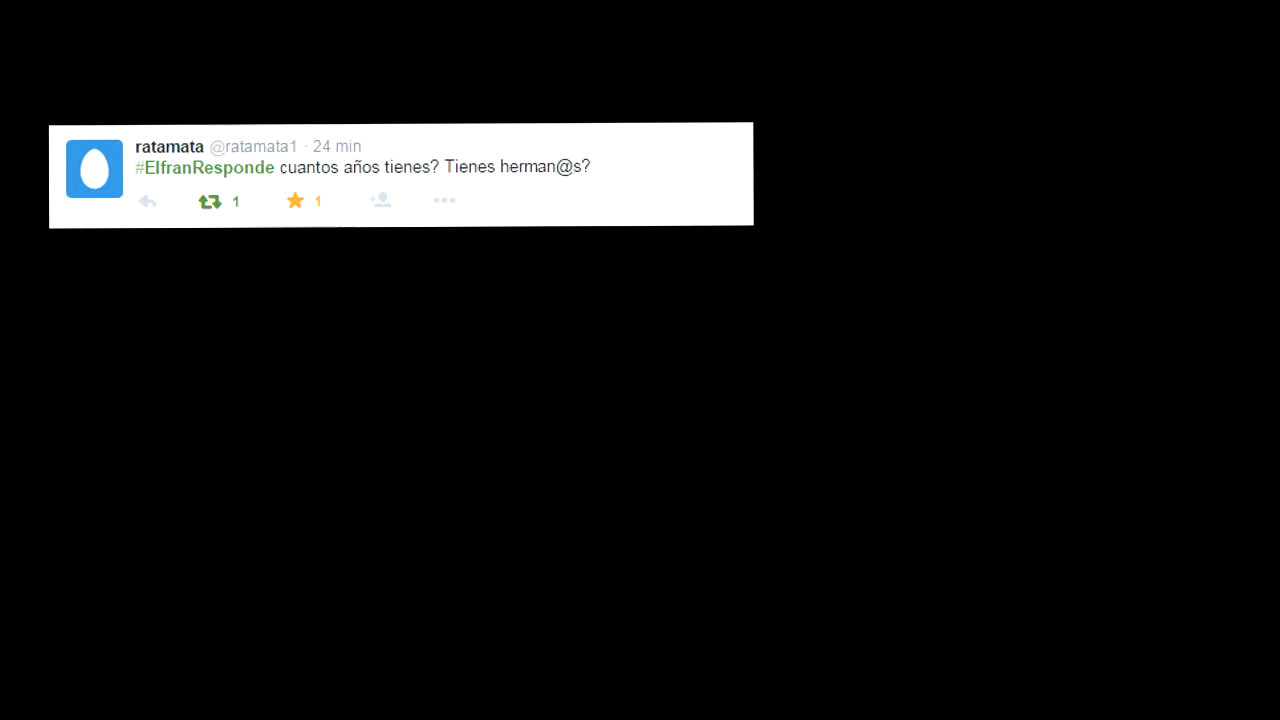 ratamata @ratamata1 · 24 min
#ElfranResponde cuantos años tienes? Tienes herman@s?
1 1